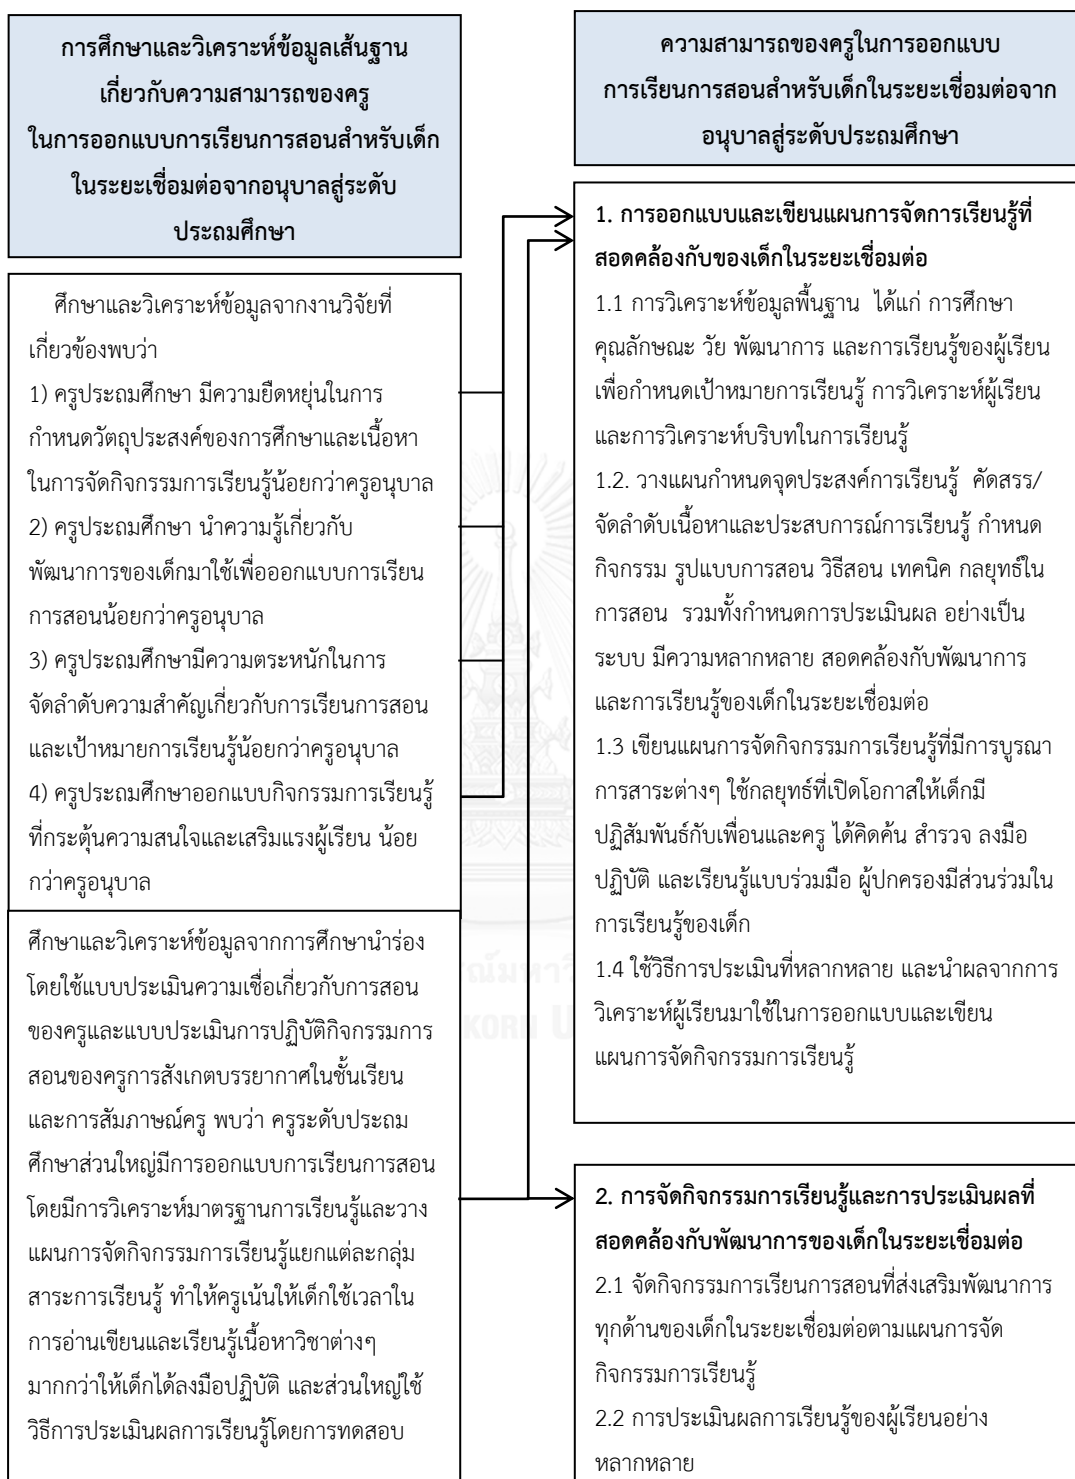 การศึกษาและวิเคราะห์ข้อมูลเส้นฐาน
เกี่ยวกับความสามารถของครู
ในการออกแบบการเรียนการสอนสำหรับเด็ก
ในระยะเชื่อมต่อจากอนุบาลสู่ระดับ
ประถมศึกษา
ศึกษาและวิเคราะห์ข้อมูลจากงานวิจัยที่
เกี่ยวข้องพบว่า
1) ครูประถมศึกษา มีความยืดหยุ่นในการ
กำหนดวัตถุประสงค์ของการศึกษาและเนื้อหา
ในการจัดกิจกรรมการเรียนรู้น้อยกว่าครูอนุบาล
2) ครูประถมศึกษา นำความรู้เกี่ยวกับ
พัฒนาการของเด็กมาใช้เพื่อออกแบบการเรียน
การสอนน้อยกว่าครูอนุบาล
3) ครูประถมศึกษามีความตระหนักในการ
จัดลำดับความสำคัญเกี่ยวกับการเรียนการสอน
และเป้าหมายการเรียนรู้น้อยกว่าครูอนุบาล
4) ครูประถมศึกษาออกแบบกิจกรรมการเรียนรู้
ที่กระตุ้นความสนใจและเสริมแรงผู้เรียน น้อย
กว่าครูอนุบาล
ศึกษาและวิเคราะห์ข้อมูลจากการศึกษานำร่อง
โดยใช้แบบประเมินความเชื่อเกี่ยวกับการสอน
ของครูและแบบประเมินการปฏิบัติกิจกรรมการ
สอนของครูการสังเกตบรรยากาศในชั้นเรียน
และการสัมภาษณ์ครู พบว่า ครูระดับประถม
ศึกษาส่วนใหญ่มีการออกแบบการเรียนการสอน
โดยมีการวิเคราะห์มาตรฐานการเรียนรู้และวาง
แผนการจัดกิจกรรมการเรียนรู้แยกแต่ละกลุ่ม
สาระการเรียนรู้ ทำให้ครูเน้นให้เด็กใช้เวลาใน
การอ่านเขียนและเรียนรู้เนื้อหาวิชาต่างๆ
มากกว่าให้เด็กได้ลงมือปฏิบัติ และส่วนใหญ่ใช้
วิธีการประเมินผลการเรียนรู้โดยการทดสอบ
ความสามารถของครูในการออกแบบ
การเรียนการสอนสำหรับเด็กในระยะเชื่อมต่อจาก
อนุบาลสู่ระดับประถมศึกษา
1. การออกแบบและเขียนแผนการจัดการเรียนรู้ที่
สอดคล้องกับของเด็กในระยะเชื่อมต่อ
1.1 การวิเคราะห์ข้อมูลพื้นฐาน ได้แก่ การศึกษา
คุณลักษณะ วัย พัฒนาการ และการเรียนรู้ของผู้เรียน
เพื่อกำหนดเป้าหมายการเรียนรู้ การวิเคราะห์ผู้เรียน
และการวิเคราะห์บริบทในการเรียนรู้
1.2. วางแผนกำหนดจุดประสงค์การเรียนรู้ คัดสรร/
จัดลำดับเนื้อหาและประสบการณ์การเรียนรู้ กำหนด
กิจกรรม รูปแบบการสอน วิธีสอน เทคนิค กลยุทธ์ใน
การสอน รวมทั้งกำหนดการประเมินผล อย่างเป็น
ระบบ มีความหลากหลาย สอดคล้องกับพัฒนาการ
และการเรียนรู้ของเด็กในระยะเชื่อมต่อ
1.3 เขียนแผนการจัดกิจกรรมการเรียนรู้ที่มีการบูรณา
การสาระต่างๆ ใช้กลยุทธ์ที่เปิดโอกาสให้เด็กมี
ปฏิสัมพันธ์กับเพื่อนและครู ได้คิดค้น สำรวจ ลงมือ
ปฏิบัติ และเรียนรู้แบบร่วมมือ ผู้ปกครองมีส่วนร่วมใน
การเรียนรู้ของเด็ก
1.4 ใช้วิธีการประเมินที่หลากหลาย และนำผลจากการ
วิเคราะห์ผู้เรียนมาใช้ในการออกแบบและเขียน
แผนการจัดกิจกรรมการเรียนรู้
2. การจัดกิจกรรมการเรียนรู้และการประเมินผลที่
สอดคล้องกับพัฒนาการของเด็กในระยะเชื่อมต่อ
2.1 จัดกิจกรรมการเรียนการสอนที่ส่งเสริมพัฒนาการ
ทุกด้านของเด็กในระยะเชื่อมต่อตามแผนการจัด
กิจกรรมการเรียนรู้
2.2 การประเมินผลการเรียนรู้ของผู้เรียนอย่าง
หลากหลาย